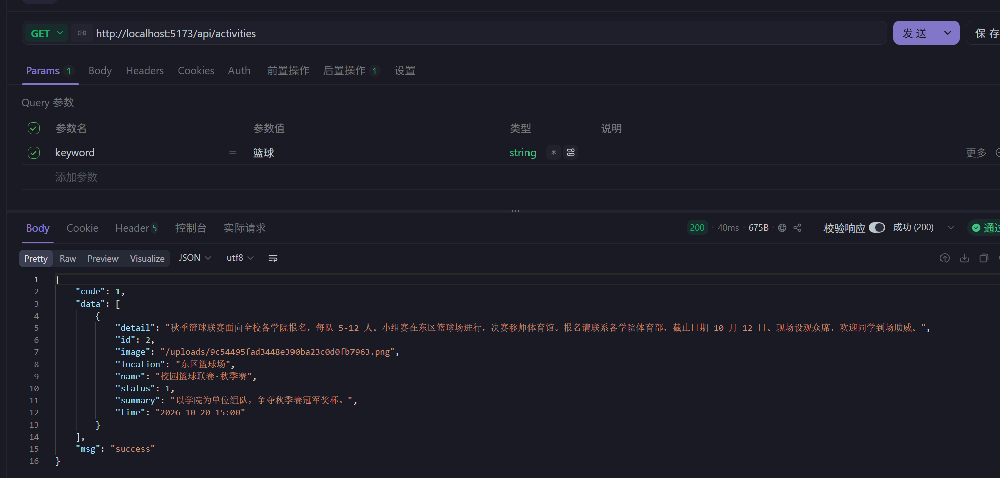 GET http://localhost:5173/api/activities 发 送 保 存
Params 1 Body Headers Cookies Auth 前置操作 后置操作 1 设置
Query 参数
参数名 参数值 类型 说明
keyword = 篮球 string * 更多
添加参数
Body Cookie Header 5 控制台 实际请求 200 · 40ms · 675B 校验响应 成功 (200) 通过
Pretty Raw Preview Visualize JSON utf8
1 {
2 "code": 1,
3 "data": [
4 {
5 "detail": "秋季篮球联赛面向全校各学院报名，每队 5-12 人。小组赛在东区篮球场进行，决赛移师体育馆。报名请联系各学院体育部，截止日期 10 月 12 日。现场设观众席，欢迎同学到场助威。",
6 "id": 2,
7 "image": "/uploads/9c54495fad3448e390ba23c0d0fb7963.png",
8 "location": "东区篮球场",
9 "name": "校园篮球联赛·秋季赛",
10 "status": 1,
11 "summary": "以学院为单位组队，争夺秋季赛冠军奖杯。",
12 "time": "2026-10-20 15:00"
13 }
14 ],
15 "msg": "success"
16 }